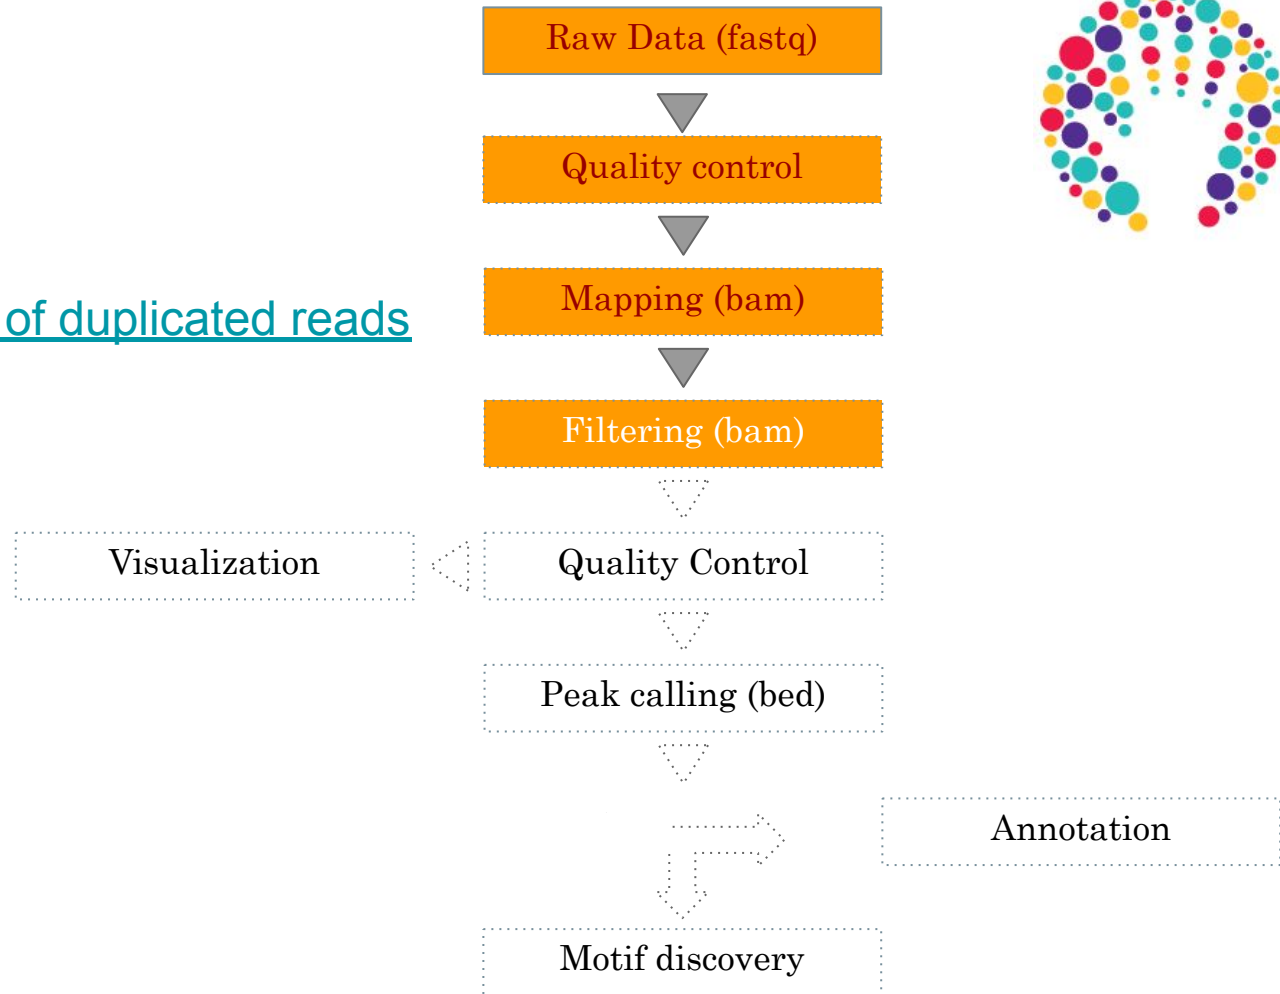 Raw Data (fastq)
Quality control
Mapping (bam)
of duplicated reads
Filtering (bam)
Visualization
Quality Control
Peak calling (bed)
Annotation
Motif discovery